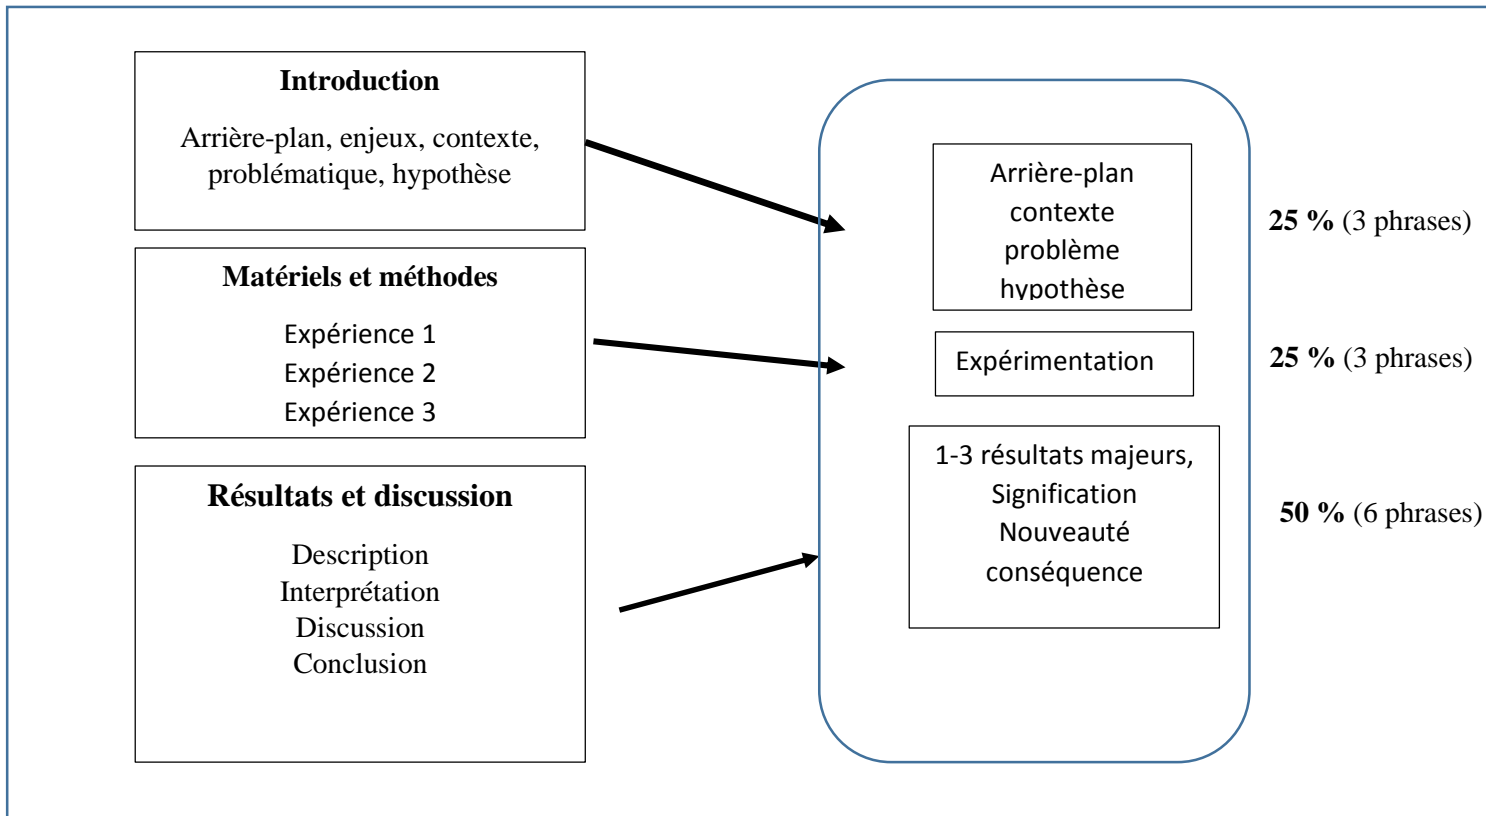 Introduction
Arrière-plan, enjeux, contexte,
problématique, hypothèse
Matériels et méthodes
Expérience 1
Expérience 2
Expérience 3
Résultats et discussion
Description
Interprétation
Discussion
Conclusion
Arrière-plan
contexte
problème
hypothèse
25 % (3 phrases)
Expérimentation
25 % (3 phrases)
1-3 résultats majeurs,
Signification
Nouveauté
conséquence
50 % (6 phrases)